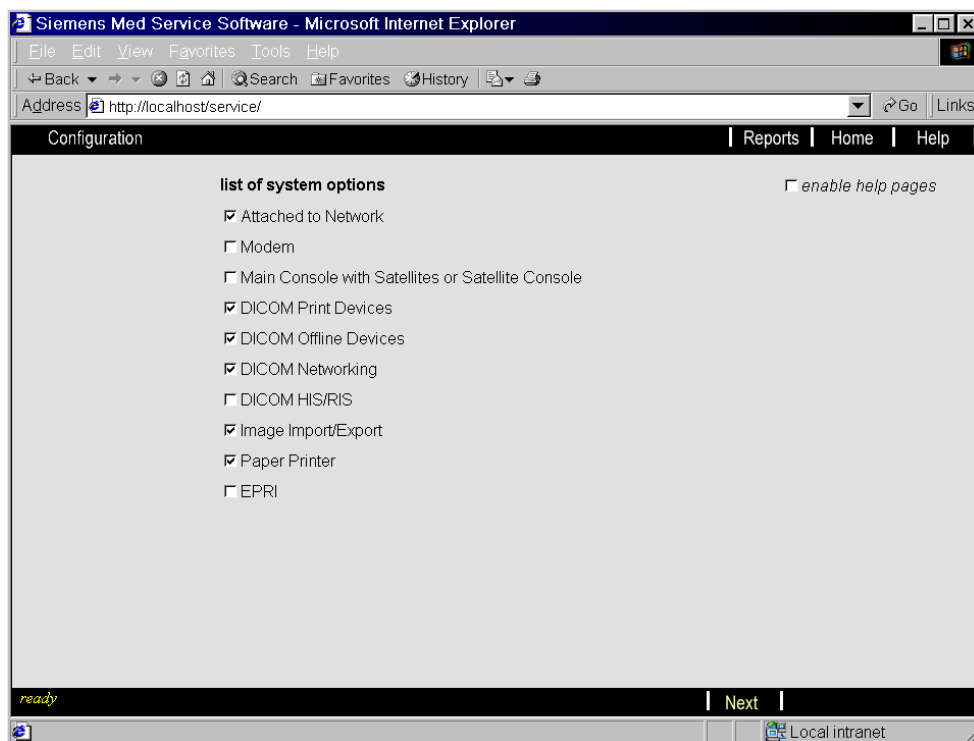 Siemens Med Service Software - Microsoft Internet Explorer
File Edit View Favorites Tools Help
Back Search Favorites History
Address http://localhost/service/ Go Links
Configuration Reports Home Help
list of system options enable help pages
Attached to Network
Modem
Main Console with Satellites or Satellite Console
DICOM Print Devices
DICOM Offline Devices
DICOM Networking
DICOM HIS/RIS
Image Import/Export
Paper Printer
EPRI
ready Next
Local intranet